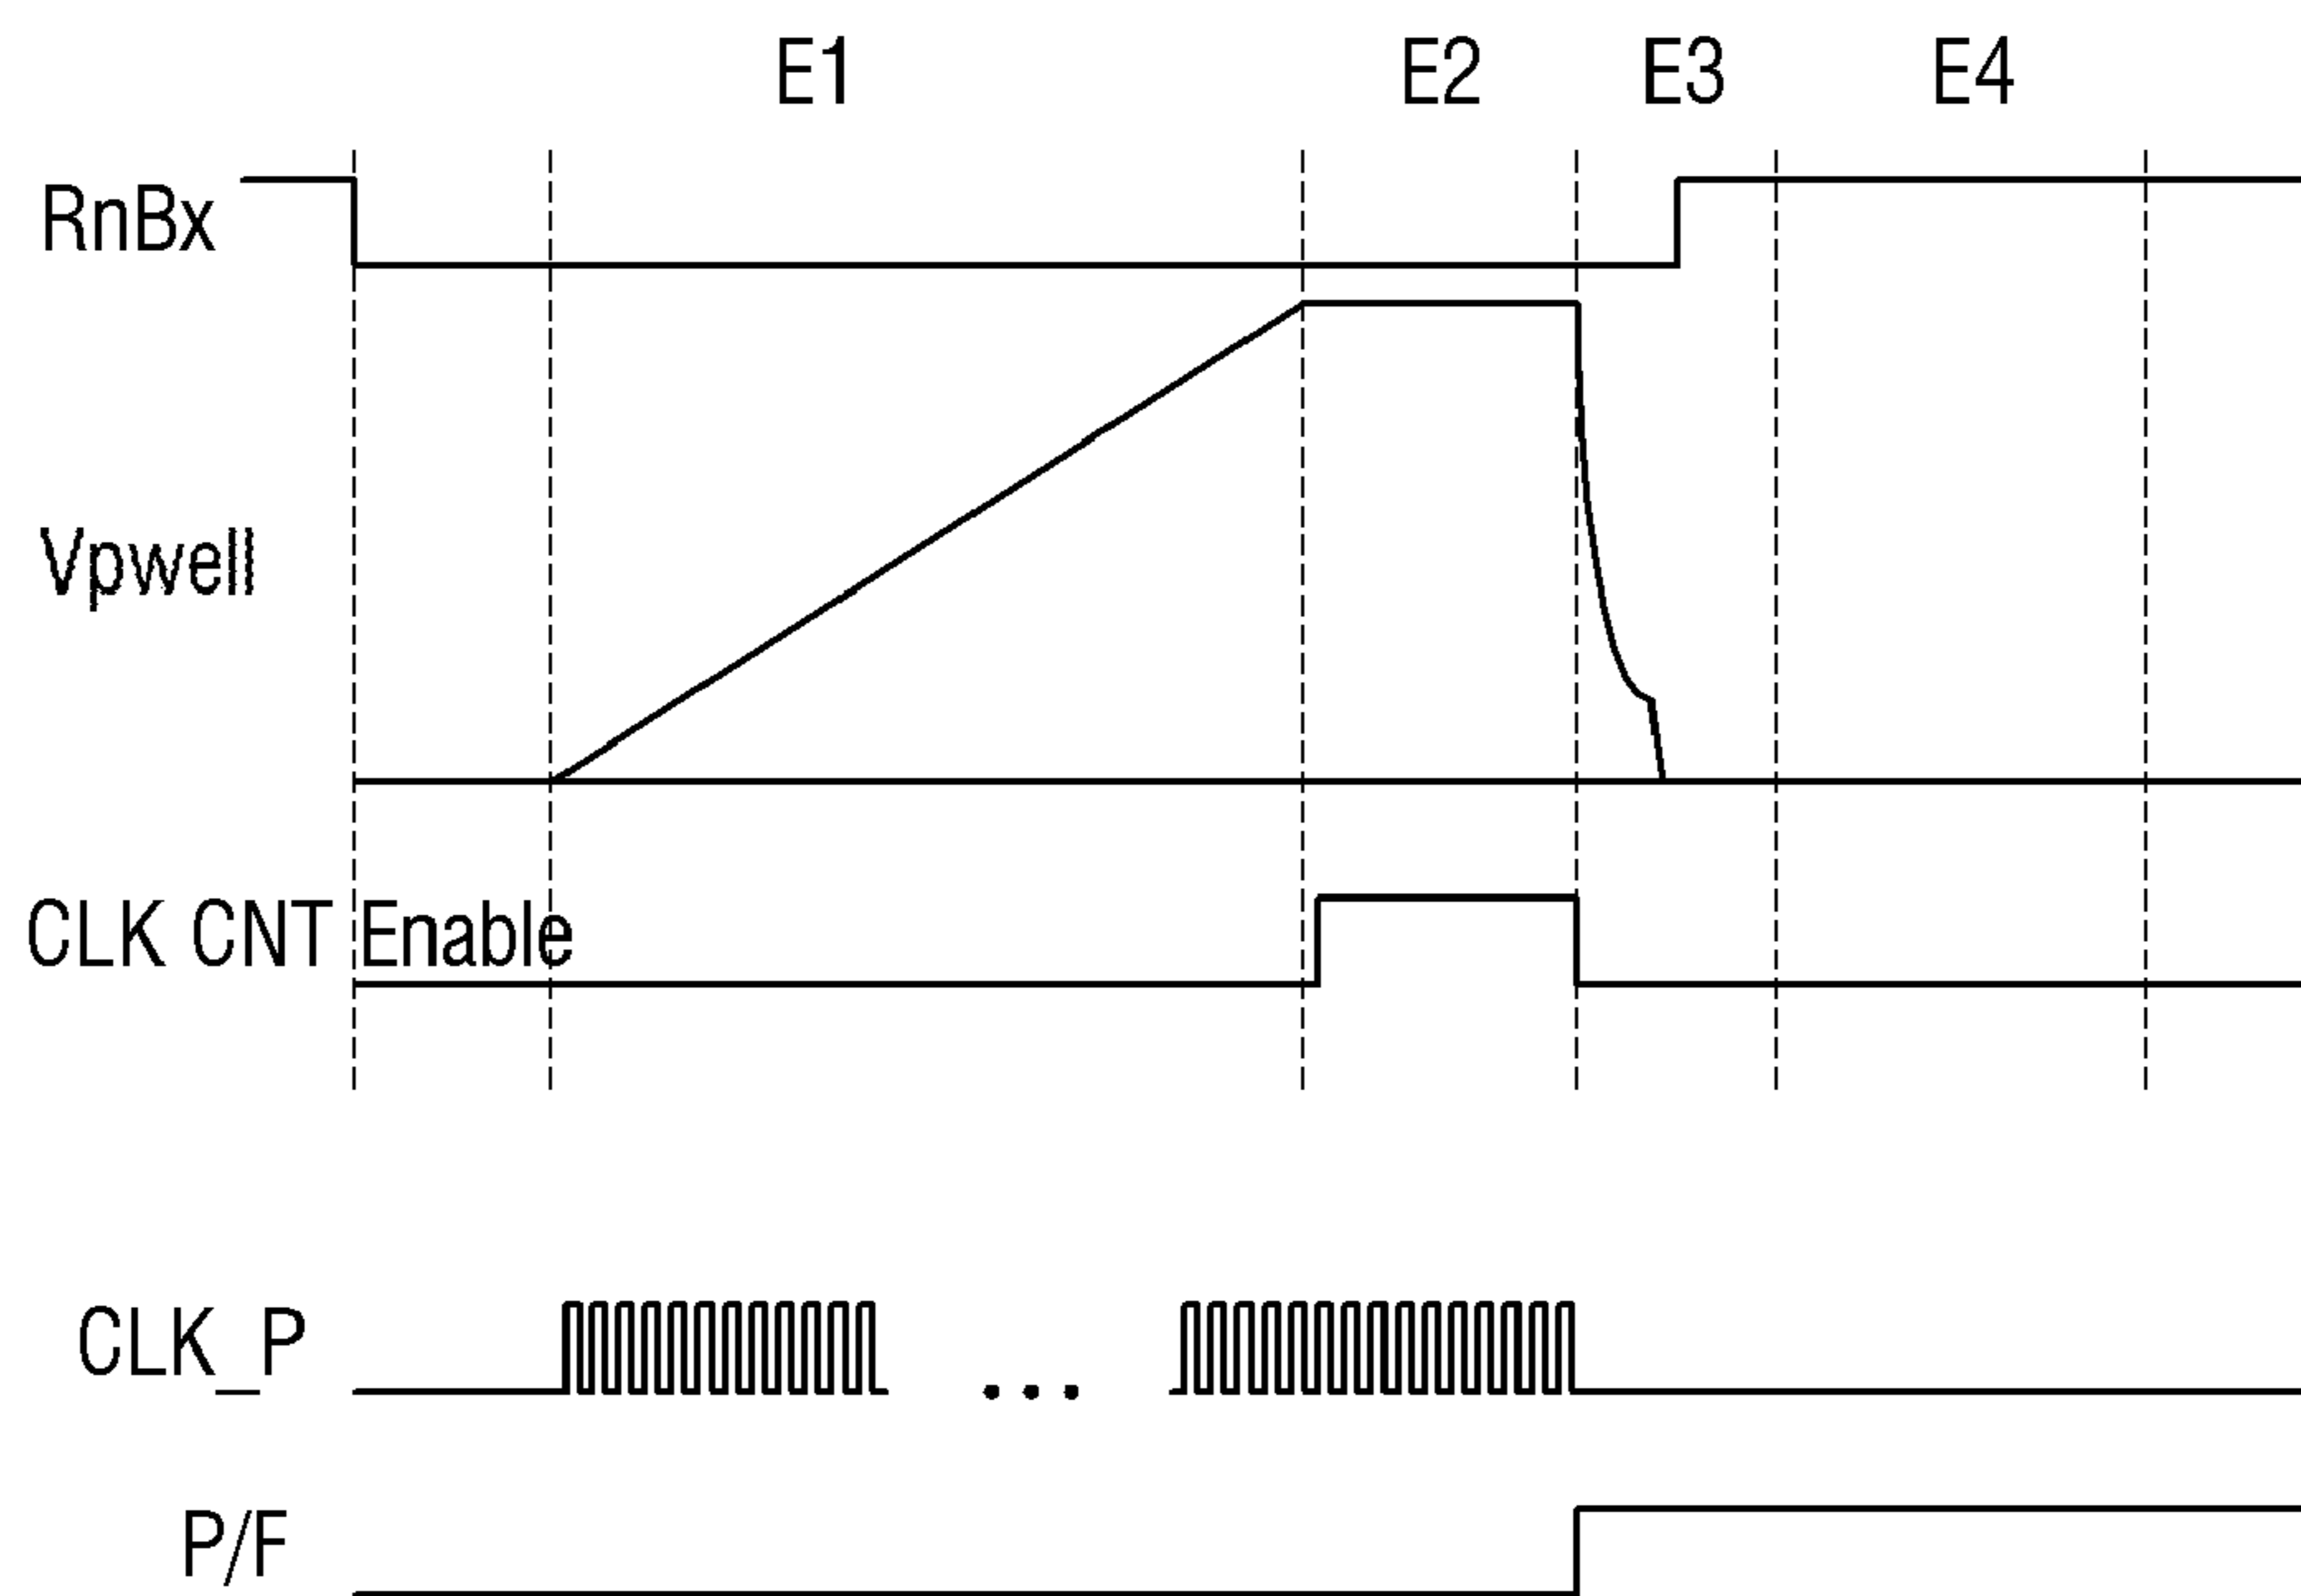 E1 E2 E3 E4
RnBx
Vpwell
CLK CNT Enable
CLK_P
P/F